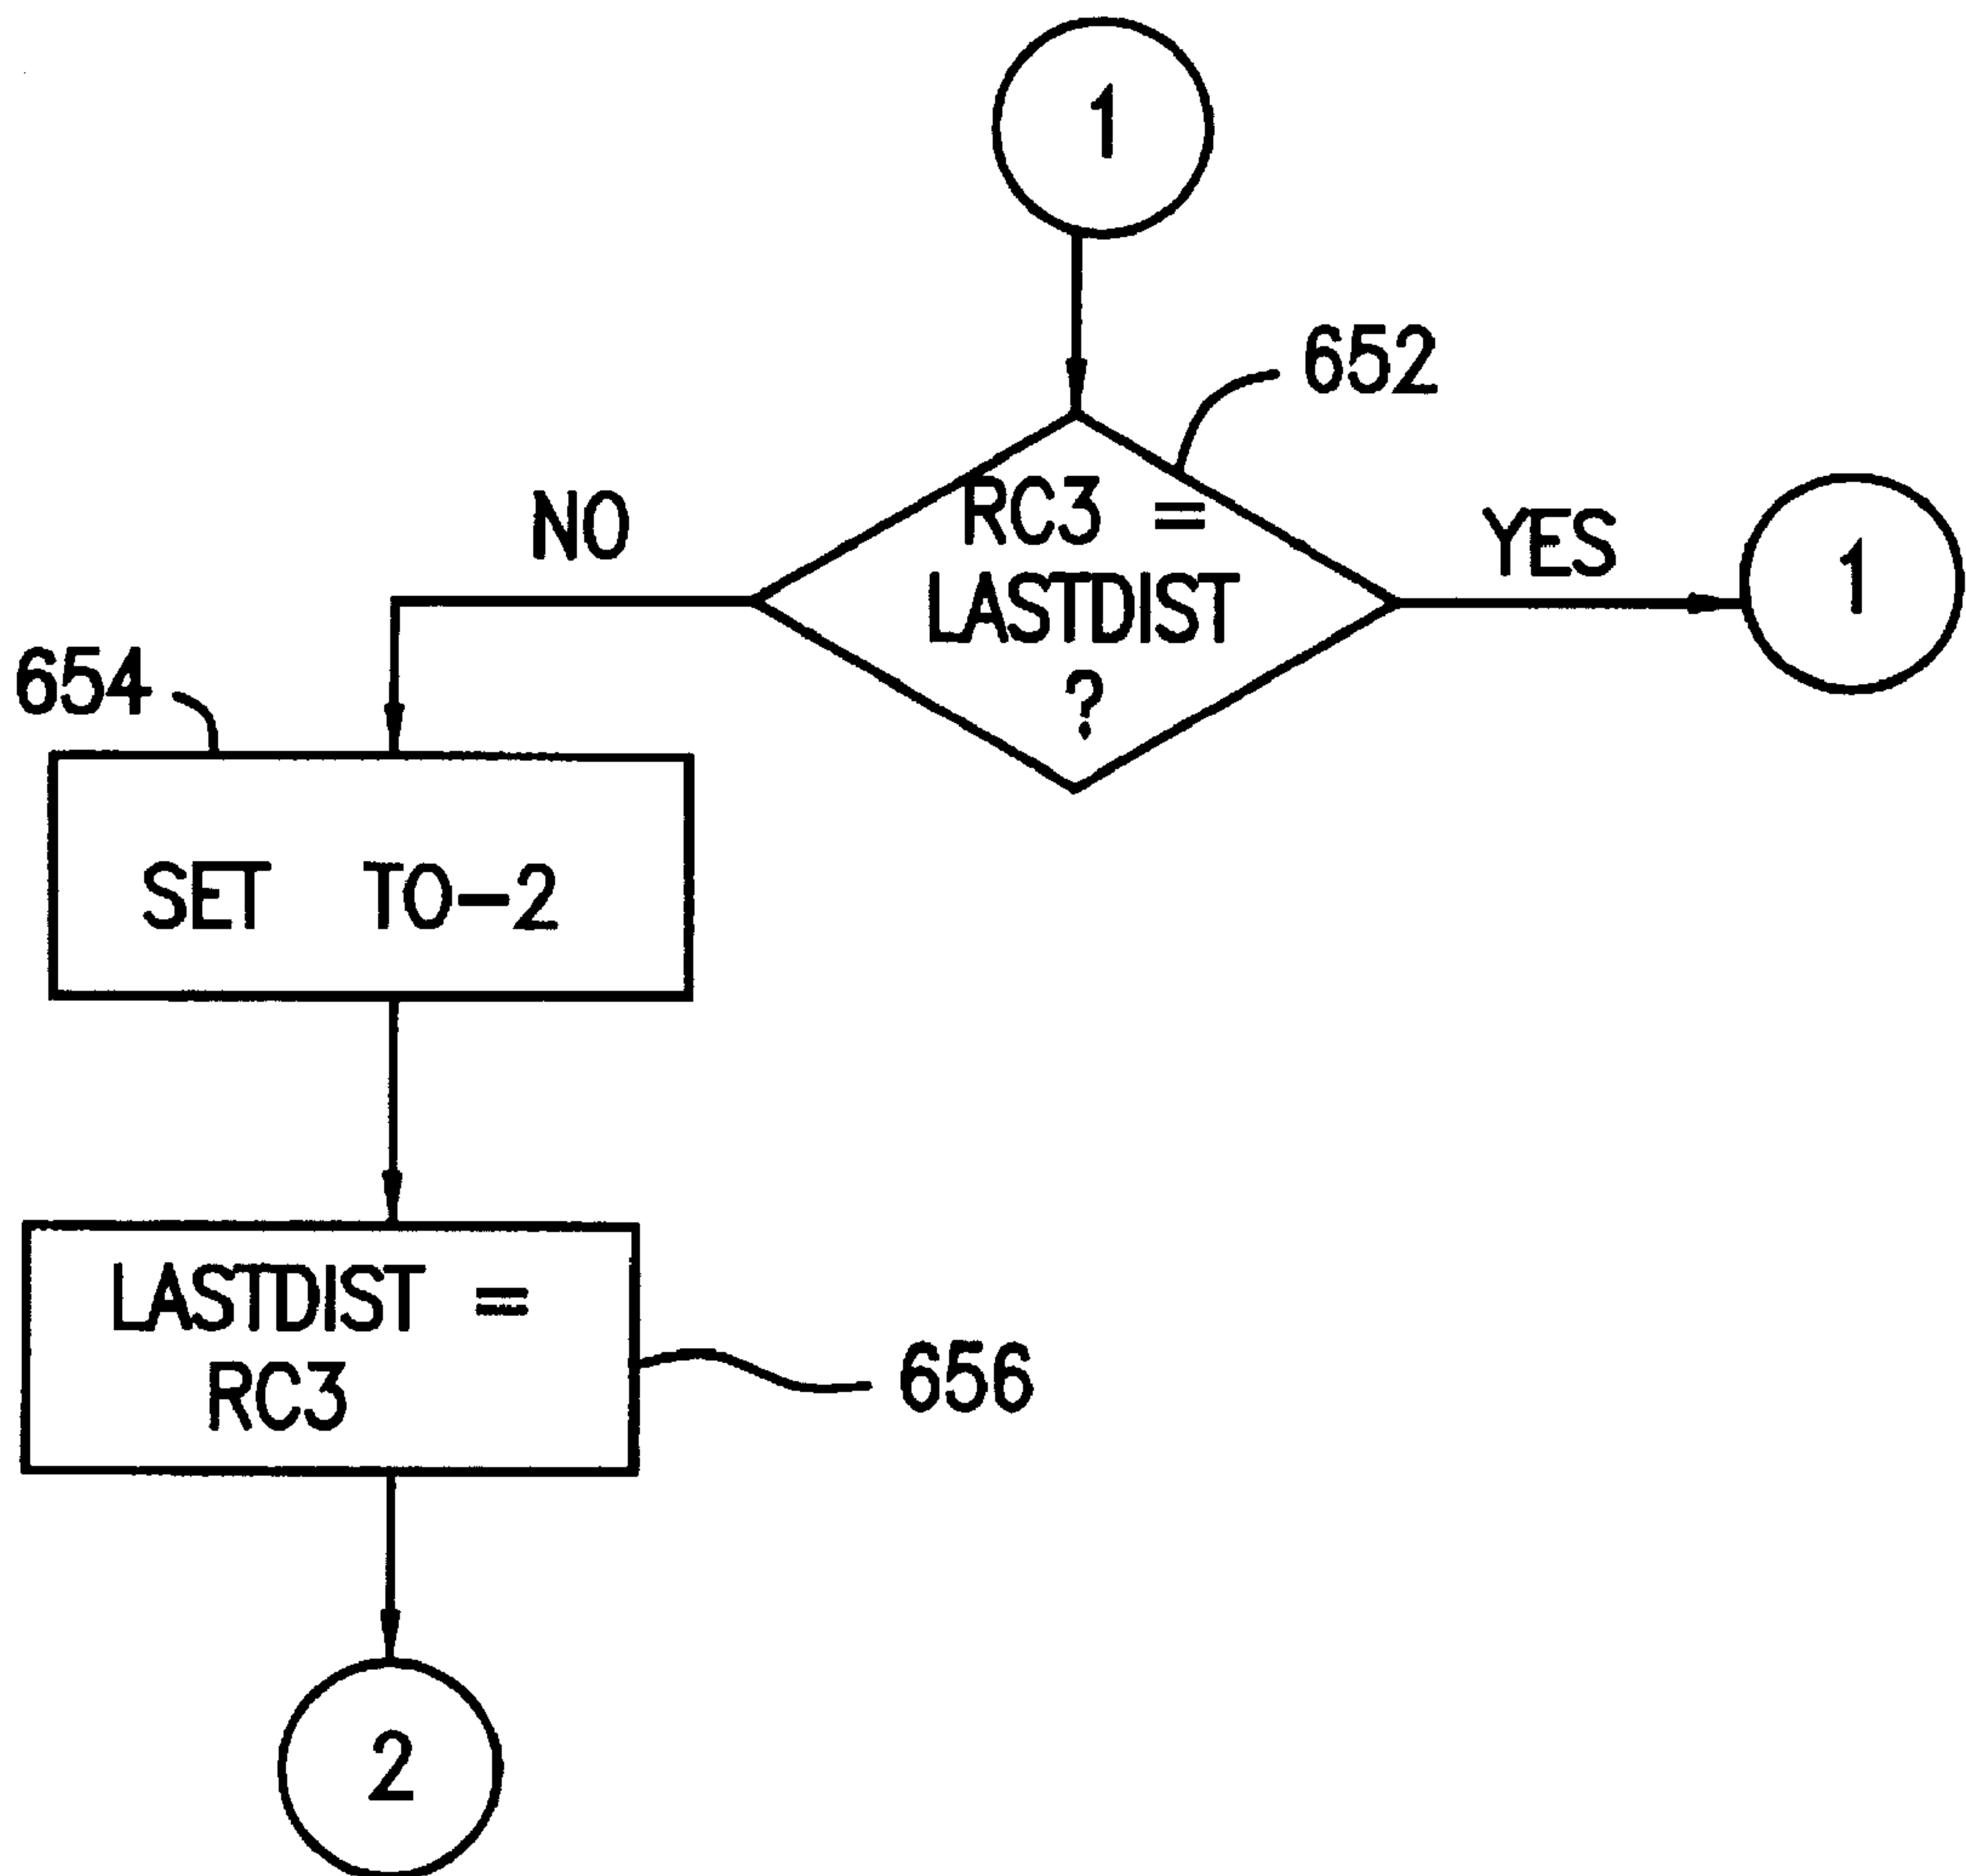 1
652
RC3 =
LASTDIST
?
NO
YES
1
654
SET TO-2
LASTDIST =
RC3
656
2